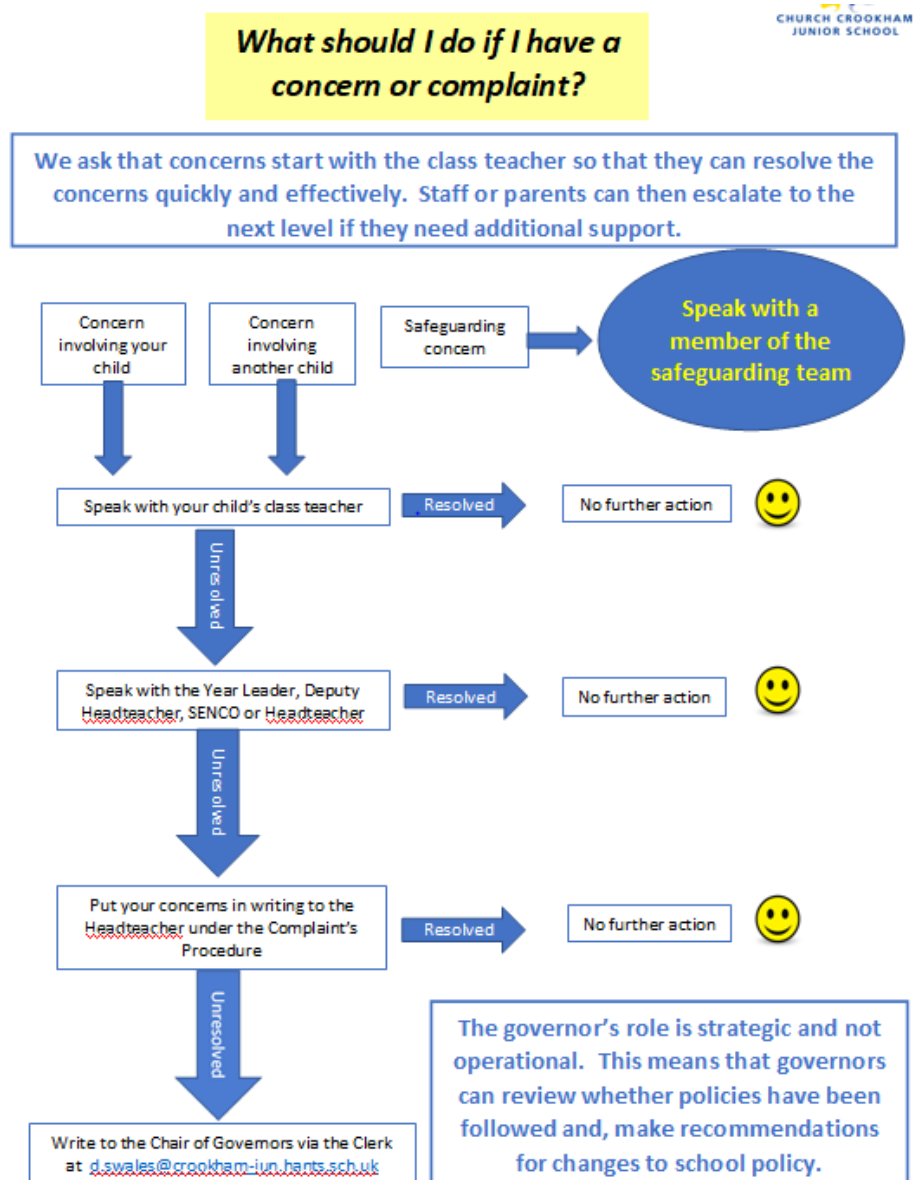 CHURCH CROOKHAM
JUNIOR SCHOOL
What should I do if I have a
concern or complaint?
We ask that concerns start with the class teacher so that they can resolve the
concerns quickly and effectively. Staff or parents can then escalate to the
next level if they need additional support.
Concern
involving your
child
Concern
involving
another child
Safeguarding
concern
Speak with a
member of the
safeguarding team
Speak with your child's class teacher
Resolved
No further action
Unresolved
Speak with the Year Leader, Deputy
Headteacher, SENCO or Headteacher
Resolved
No further action
Unresolved
Put your concerns in writing to the
Headteacher under the Complaint's
Procedure
Resolved
No further action
Unresolved
Write to the Chair of Governors via the Clerk
at d.swales@crookham-jun.hants.sch.uk
The governor's role is strategic and not
operational. This means that governors
can review whether policies have been
followed and, make recommendations
for changes to school policy.